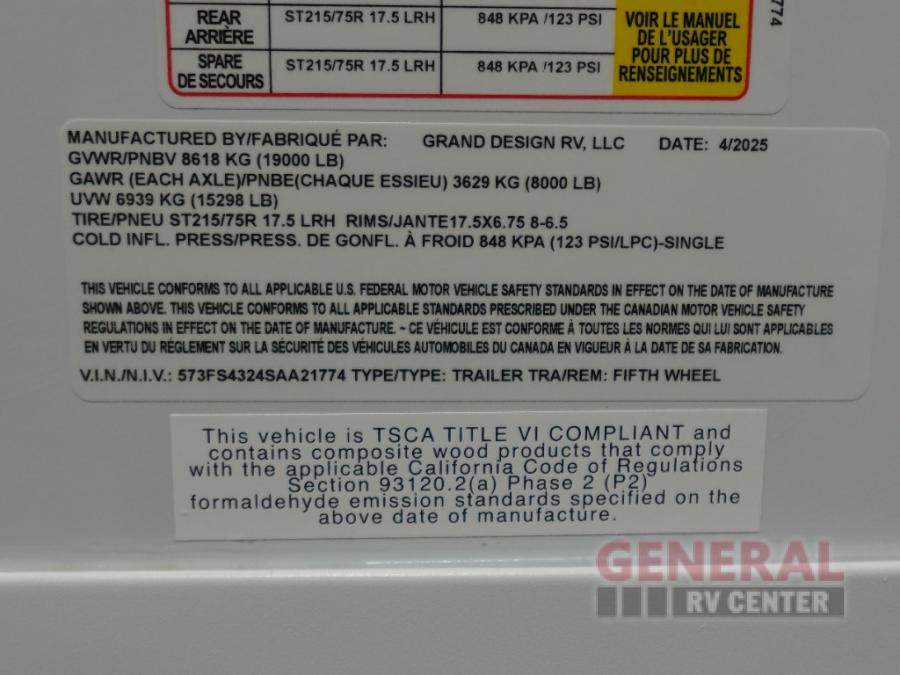 774
REAR
ARRIÈRE
ST215/75R 17.5 LRH
848 KPA /123 PSI
SPARE
DE SECOURS
ST215/75R 17.5 LRH
848 KPA /123 PSI
VOIR LE MANUEL
DE L'USAGER
POUR PLUS DE
RENSEIGNEMENTS
MANUFACTURED BY/FABRIQUÉ PAR: GRAND DESIGN RV, LLC DATE: 4/2025
GVWR/PNBV 8618 KG (19000 LB)
GAWR (EACH AXLE)/PNBE(CHAQUE ESSIEU) 3629 KG (8000 LB)
UVW 6939 KG (15298 LB)
TIRE/PNEU ST215/75R 17.5 LRH RIMS/JANTE17.5X6.75 8-6.5
COLD INFL. PRESS/PRESS. DE GONFL. À FROID 848 KPA (123 PSI/LPC)-SINGLE
THIS VEHICLE CONFORMS TO ALL APPLICABLE U.S. FEDERAL MOTOR VEHICLE SAFETY STANDARDS IN EFFECT ON THE DATE OF MANUFACTURE
SHOWN ABOVE. THIS VEHICLE CONFORMS TO ALL APPLICABLE STANDARDS PRESCRIBED UNDER THE CANADIAN MOTOR VEHICLE SAFETY
REGULATIONS IN EFFECT ON THE DATE OF MANUFACTURE. ~ CE VÉHICULE EST CONFORME À TOUTES LES NORMES QUI LUI SONT APPLICABLES
EN VERTU DU RÉGLEMENT SUR LA SÉCURITÉ DES VÉHICULES AUTOMOBILES DU CANADA EN VIGUEUR À LA DATE DE SA FABRICATION.
V.I.N./N.I.V.: 573FS4324SAA21774 TYPE/TYPE: TRAILER TRA/REM: FIFTH WHEEL
This vehicle is TSCA TITLE VI COMPLIANT and
contains composite wood products that comply
with the applicable California Code of Regulations
Section 93120.2(a) Phase 2 (P2)
formaldehyde emission standards specified on the
above date of manufacture.
GENERAL
RV CENTER